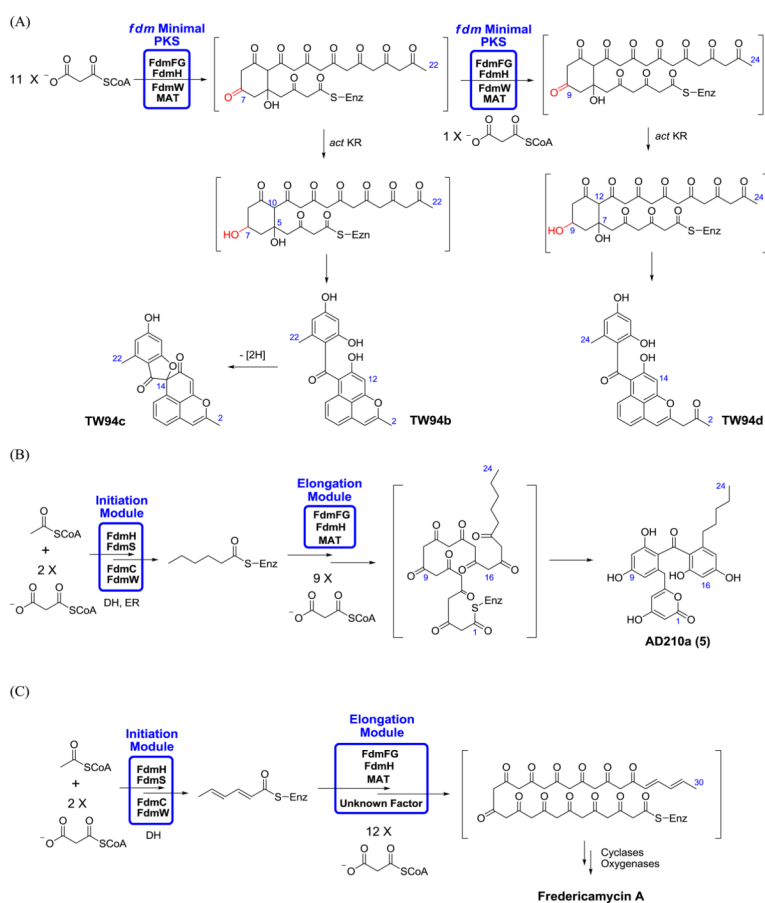 (A)
fdm Minimal
PKS
FdmFG
FdmH
FdmW
MAT
11 X
-O
O
O
SCoA
O O O O O O O O
22
O
7
OH
O O O
S-Enz
fdm Minimal
PKS
FdmFG
FdmH
FdmW
MAT
1 X
-O
O
O
SCoA
O O O O O O O O
24
O
9
OH
O O O O
S-Enz
act KR
act KR
O O O O O O O O
10
22
HO
7
5
OH
O O
S-Ezn
O O O O O O O O
12
24
HO
9
7
OH
O O O
S-Enz
OH
22
O
O
O
14
O
2
TW94c
- [2H]
OH
22
OH
OH
O
12
O
2
TW94b
OH
24
OH
OH
O
14
O
O
2
TW94d
(B)
O
SCoA
+
2 X
-O
O
O
SCoA
Initiation
Module
FdmH
FdmS
FdmC
FdmW
DH, ER
O
S-Enz
Elongation
Module
FdmFG
FdmH
MAT
9 X
-O
O
O
SCoA
24
O
O
O
O
O
9
O
O
O
16
O
S-Enz
O
O
1
24
OH
O
HO
9
OH
16
OH
O
HO
O
1
AD210a (5)
(C)
O
SCoA
+
2 X
-O
O
O
SCoA
Initiation
Module
FdmH
FdmS
FdmC
FdmW
DH
O
S-Enz
Elongation
Module
FdmFG
FdmH
MAT
Unknown Factor
12 X
-O
O
O
SCoA
O O O O O O
30
O
O O O O O O
S-Enz
Cyclases
Oxygenases
Fredericamycin A